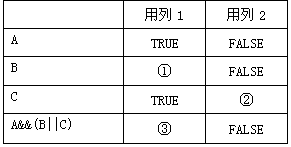 用列1 用列2
A TRUE FALSE
B ① FALSE
C TRUE ②
A&&(B||C) ③ FALSE